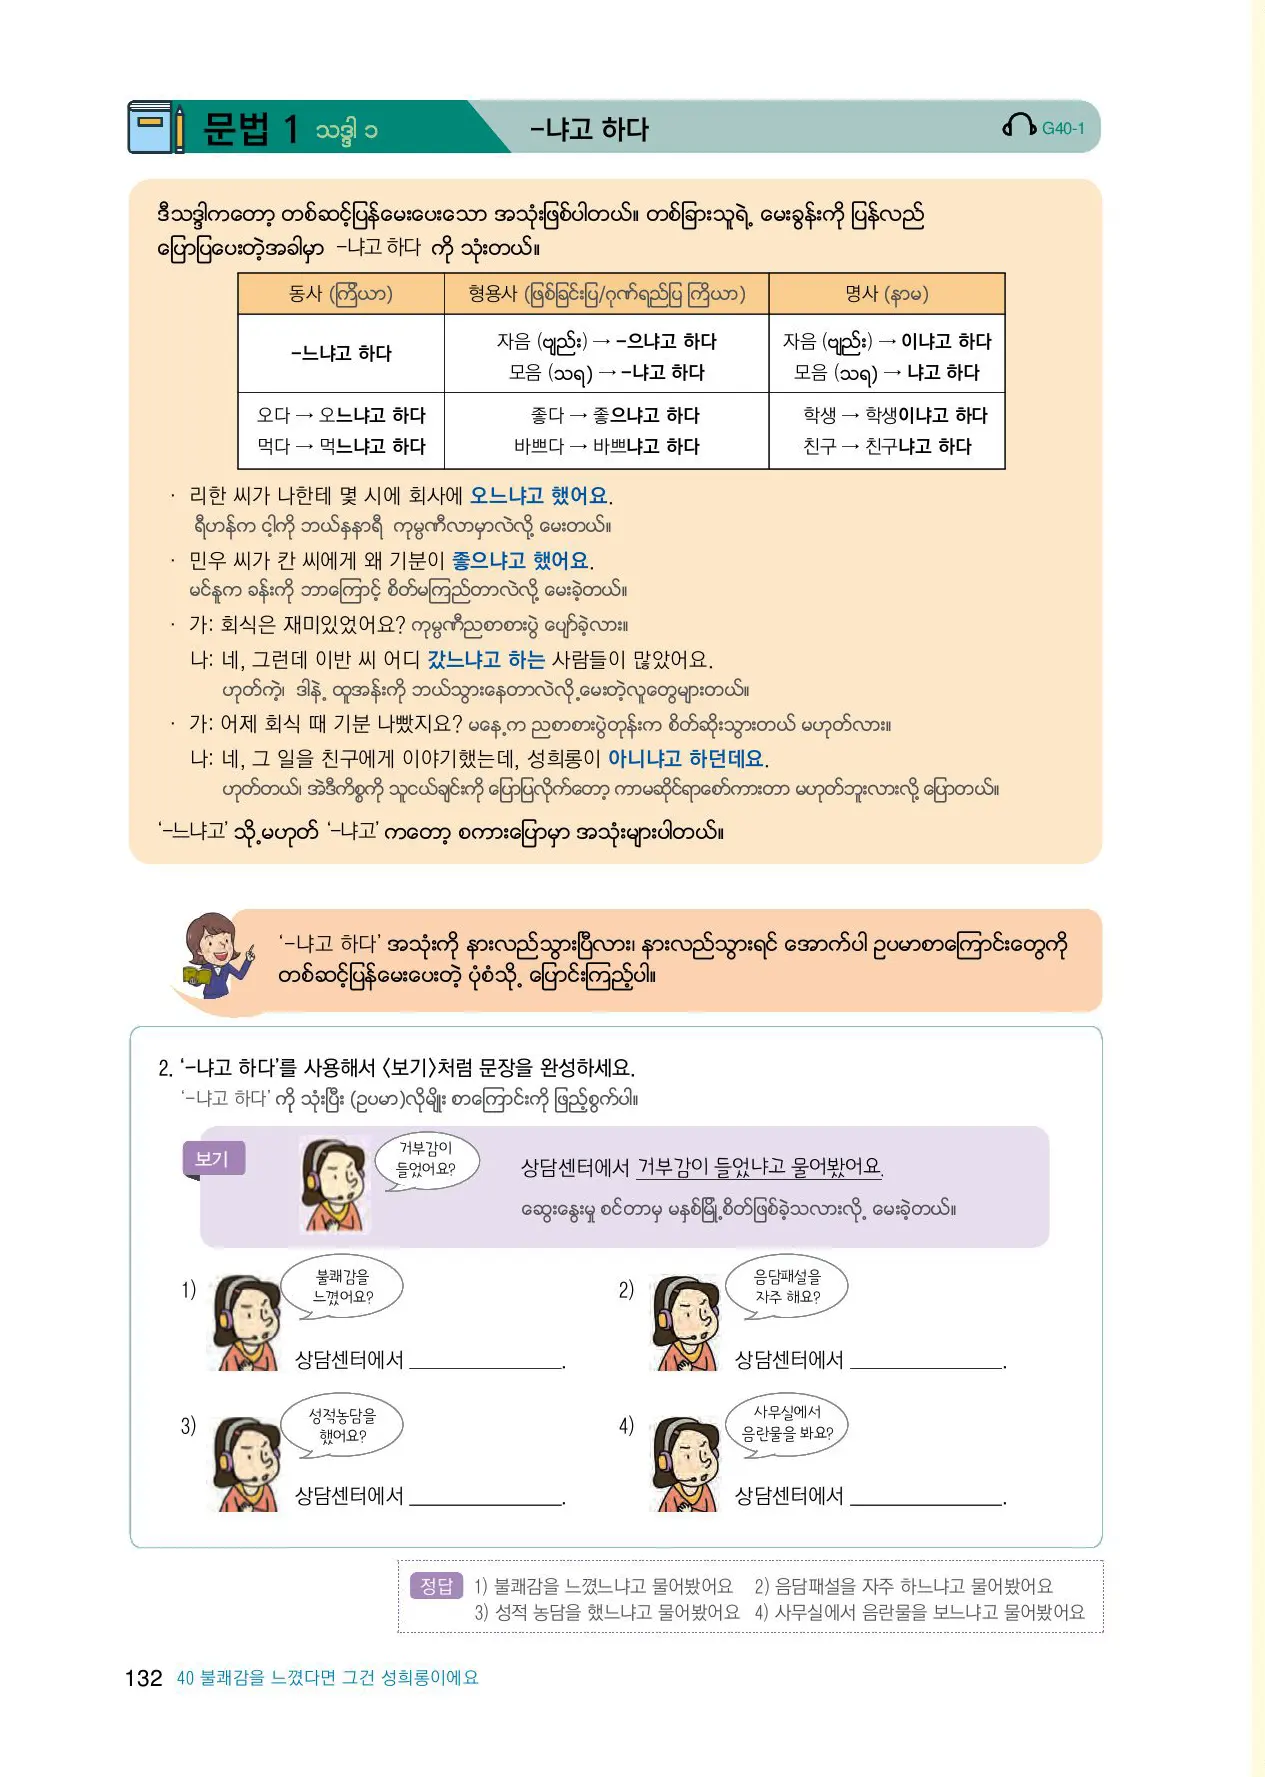 문법 1 သဒ္ဒါ ၁
-냐고 하다
G40-1
ဒီသဒ္ဒါကတော့ တစ်ဆင့်ပြန်မေးပေးသော အသုံးဖြစ်ပါတယ်။ တစ်ခြားသူရဲ့ မေးခွန်းကို ပြန်လည်
ပြောပြပေးတဲ့အခါမှာ -냐고 하다 ကို သုံးတယ်။
동사 (ကြိယာ) 형용사 (ဖြစ်ခြင်းပြ/ဂုဏ်ရည်ပြ ကြိယာ) 명사 (နာမ)
-느냐고 하다
자음 (ဗျည်း) → -으냐고 하다
모음 (သရ) → -냐고 하다
자음 (ဗျည်း) → 이냐고 하다
모음 (သရ) → 냐고 하다
오다 → 오느냐고 하다
먹다 → 먹느냐고 하다
좋다 → 좋으냐고 하다
바쁘다 → 바쁘냐고 하다
학생 → 학생이냐고 하다
친구 → 친구냐고 하다
· 리한 씨가 나한테 몇 시에 회사에 오느냐고 했어요.
ရီဟန်က ငါ့ကို ဘယ်နှနာရီ ကုမ္ပဏီလာမှာလဲလို့ မေးတယ်။
· 민우 씨가 칸 씨에게 왜 기분이 좋으냐고 했어요.
မင်နူက ခန်းကို ဘာကြောင့် စိတ်မကြည်တာလဲလို့ မေးခဲ့တယ်။
· 가: 회식은 재미있었어요? ကုမ္ပဏီညစာစားပွဲ ပျော်ခဲ့လား။
나: 네, 그런데 이반 씨 어디 갔느냐고 하는 사람들이 많았어요.
ဟုတ်ကဲ့၊ ဒါနဲ့ ထူအန်းကို ဘယ်သွားနေတာလဲလို့မေးတဲ့လူတွေများတယ်။
· 가: 어제 회식 때 기분 나빴지요? မနေ့က ညစာစားပွဲတုန်းက စိတ်ဆိုးသွားတယ် မဟုတ်လား။
나: 네, 그 일을 친구에게 이야기했는데, 성희롱이 아니냐고 하던데요.
ဟုတ်တယ်၊ အဲဒီကိစ္စကို သူငယ်ချင်းကို ပြောပြလိုက်တော့ ကာမဆိုင်ရာစော်ကားတာ မဟုတ်ဘူးလားလို့ ပြောတယ်။
‘-느냐고’ သို့မဟုတ် ‘-냐고’ ကတော့ စကားပြောမှာ အသုံးများပါတယ်။
‘-냐고 하다’ အသုံးကို နားလည်သွားပြီလား၊ နားလည်သွားရင် အောက်ပါ ဥပမာစာကြောင်းတွေကို
တစ်ဆင့်ပြန်မေးပေးတဲ့ ပုံစံသို့ ပြောင်းကြည့်ပါ။
2. ‘-냐고 하다’를 사용해서 〈보기〉처럼 문장을 완성하세요.
‘-냐고 하다’ ကို သုံးပြီး (ဥပမာ)လိုမျိုး စာကြောင်းကို ဖြည့်စွက်ပါ။
보기
거부감이
들었어요?
상담센터에서 거부감이 들었냐고 물어봤어요.
ဆွေးနွေးမှု စင်တာမှ မနှစ်မြို့စိတ်ဖြစ်ခဲ့သလားလို့ မေးခဲ့တယ်။
1) 불쾌감을
느꼈어요?
상담센터에서 ______________.
2) 음담패설을
자주 해요?
상담센터에서 ______________.
3) 성적농담을
했어요?
상담센터에서 ______________.
4) 사무실에서
음란물을 봐요?
상담센터에서 ______________.
정답 1) 불쾌감을 느꼈느냐고 물어봤어요 2) 음담패설을 자주 하느냐고 물어봤어요
3) 성적 농담을 했느냐고 물어봤어요 4) 사무실에서 음란물을 보느냐고 물어봤어요
132 40 불쾌감을 느꼈다면 그건 성희롱이에요